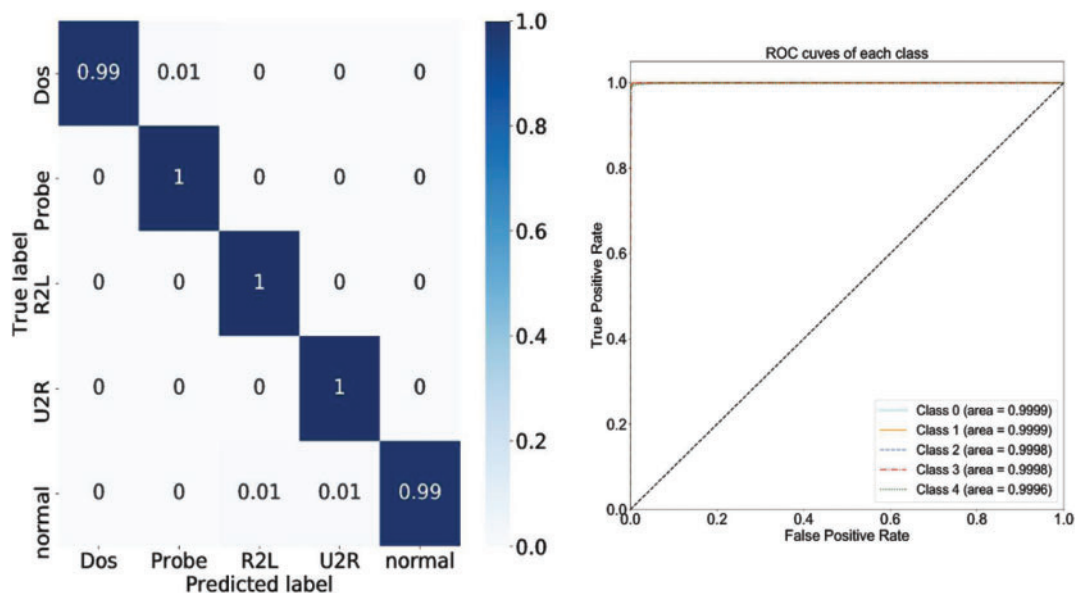 1.0
Dos 0.99 0.01 0 0 0
0.8
Probe 0 1 0 0 0
0.6
True label
R2L 0 0 1 0 0
0.4
U2R 0 0 0 1 0
0.2
normal 0 0 0.01 0.01 0.99
0.0
Dos Probe R2L U2R normal
Predicted label
ROC cuves of each class
1.0
0.8
0.6
True Positive Rate
0.4
0.2
0.0
Class 0 (area = 0.9999)
Class 1 (area = 0.9999)
Class 2 (area = 0.9998)
Class 3 (area = 0.9998)
Class 4 (area = 0.9996)
0.0 0.2 0.4 0.6 0.8 1.0
False Positive Rate